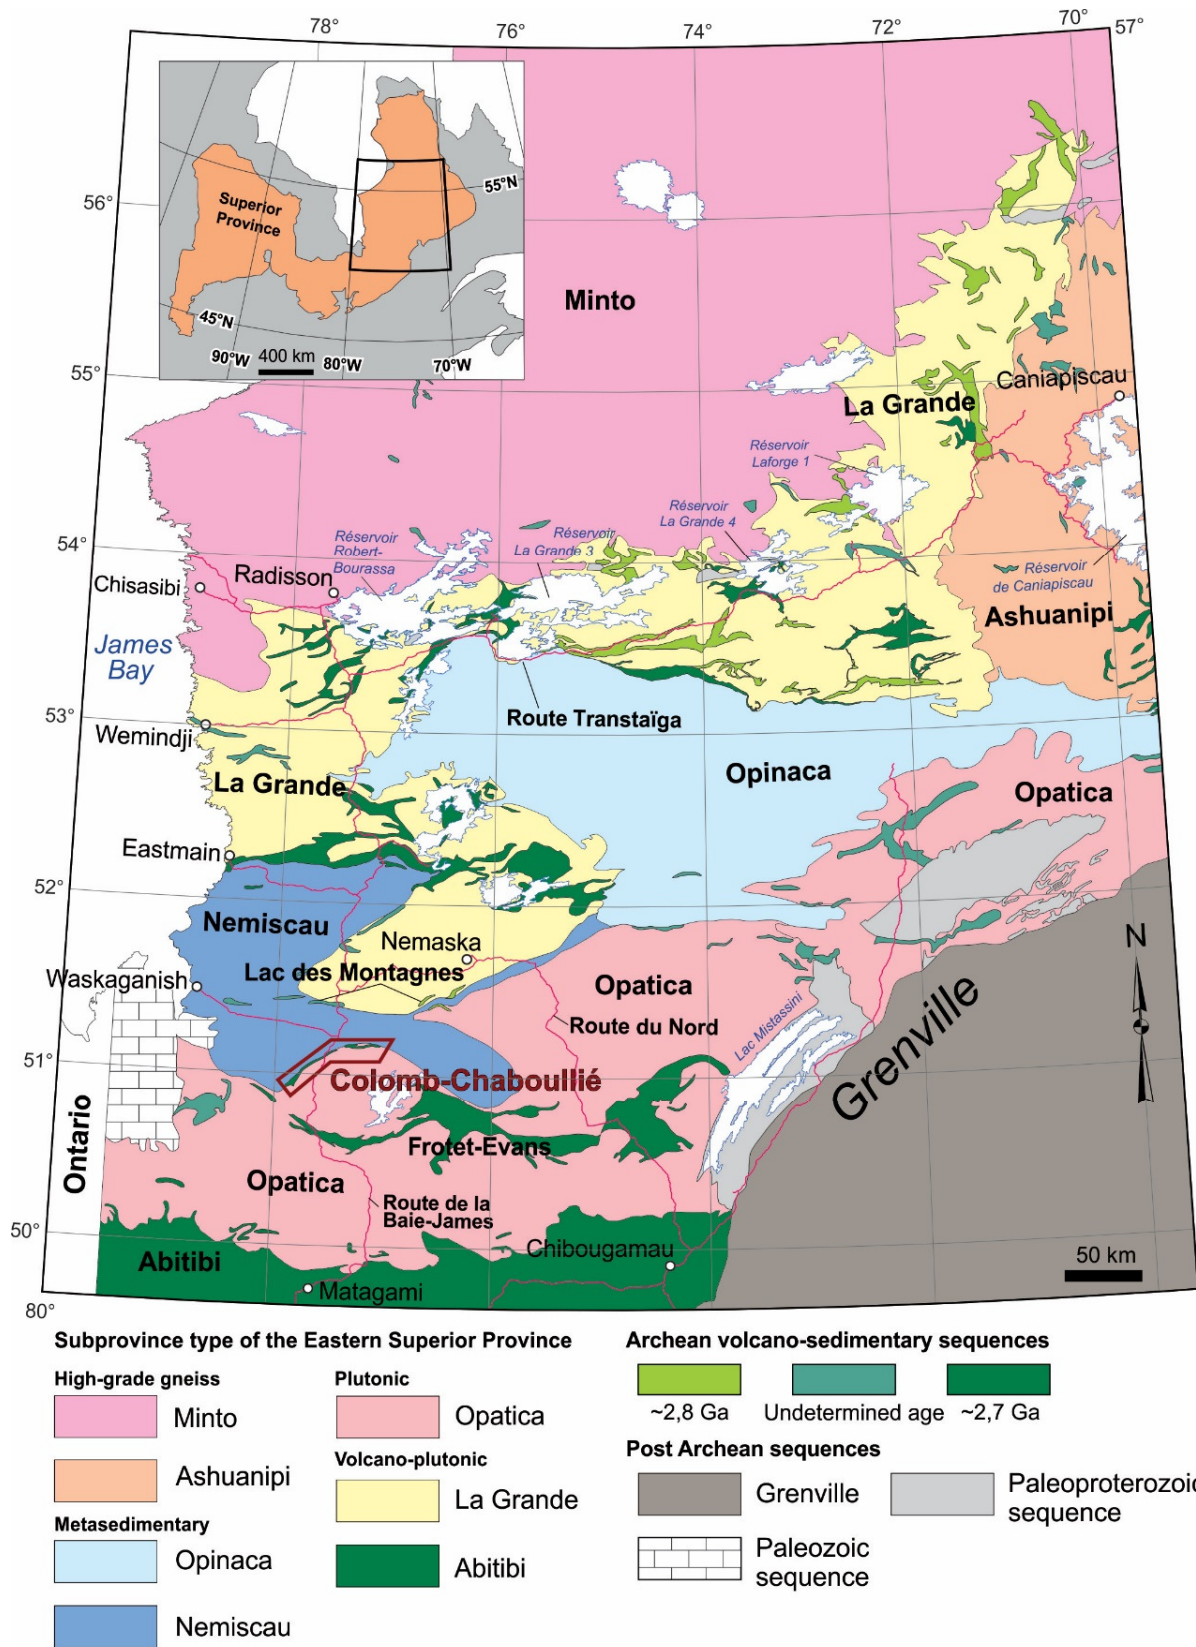 78°
76°
74°
72°
70°
57°
55°N
Superior
Province
45°N
90°W
400 km
80°W
70°W
56°
Minto
55°
Caniapiscau
La Grande
Réservoir
Laforge 1
Réservoir
La Grande 4
Réservoir
La Grande 3
Réservoir
Robert-
Bourassa
54°
Radisson
Chisasibi
Réservoir
de Caniapiscau
Ashuanipi
James
Bay
53°
Route Transtaïga
Wemindji
Opinaca
La Grande
Opatica
Eastmain
52°
Nemiscau
Nemaska
N
Lac des Montagnes
Waskaganish
Opatica
Route du Nord
Lac Mistassini
51°
Colomb-Chaboullié
Grenville
Ontario
Frotet-Evans
Opatica
Route de la
Baie-James
50°
Abitibi
Chibougamau
50 km
Matagami
80°
Subprovince type of the Eastern Superior Province
High-grade gneiss
Minto
Ashuanipi
Metasedimentary
Opinaca
Nemiscau
Plutonic
Opatica
Volcano-plutonic
La Grande
Abitibi
Archean volcano-sedimentary sequences
~2,8 Ga
Undetermined age
~2,7 Ga
Post Archean sequences
Grenville
Paleoproterozoic
sequence
Paleozoic
sequence